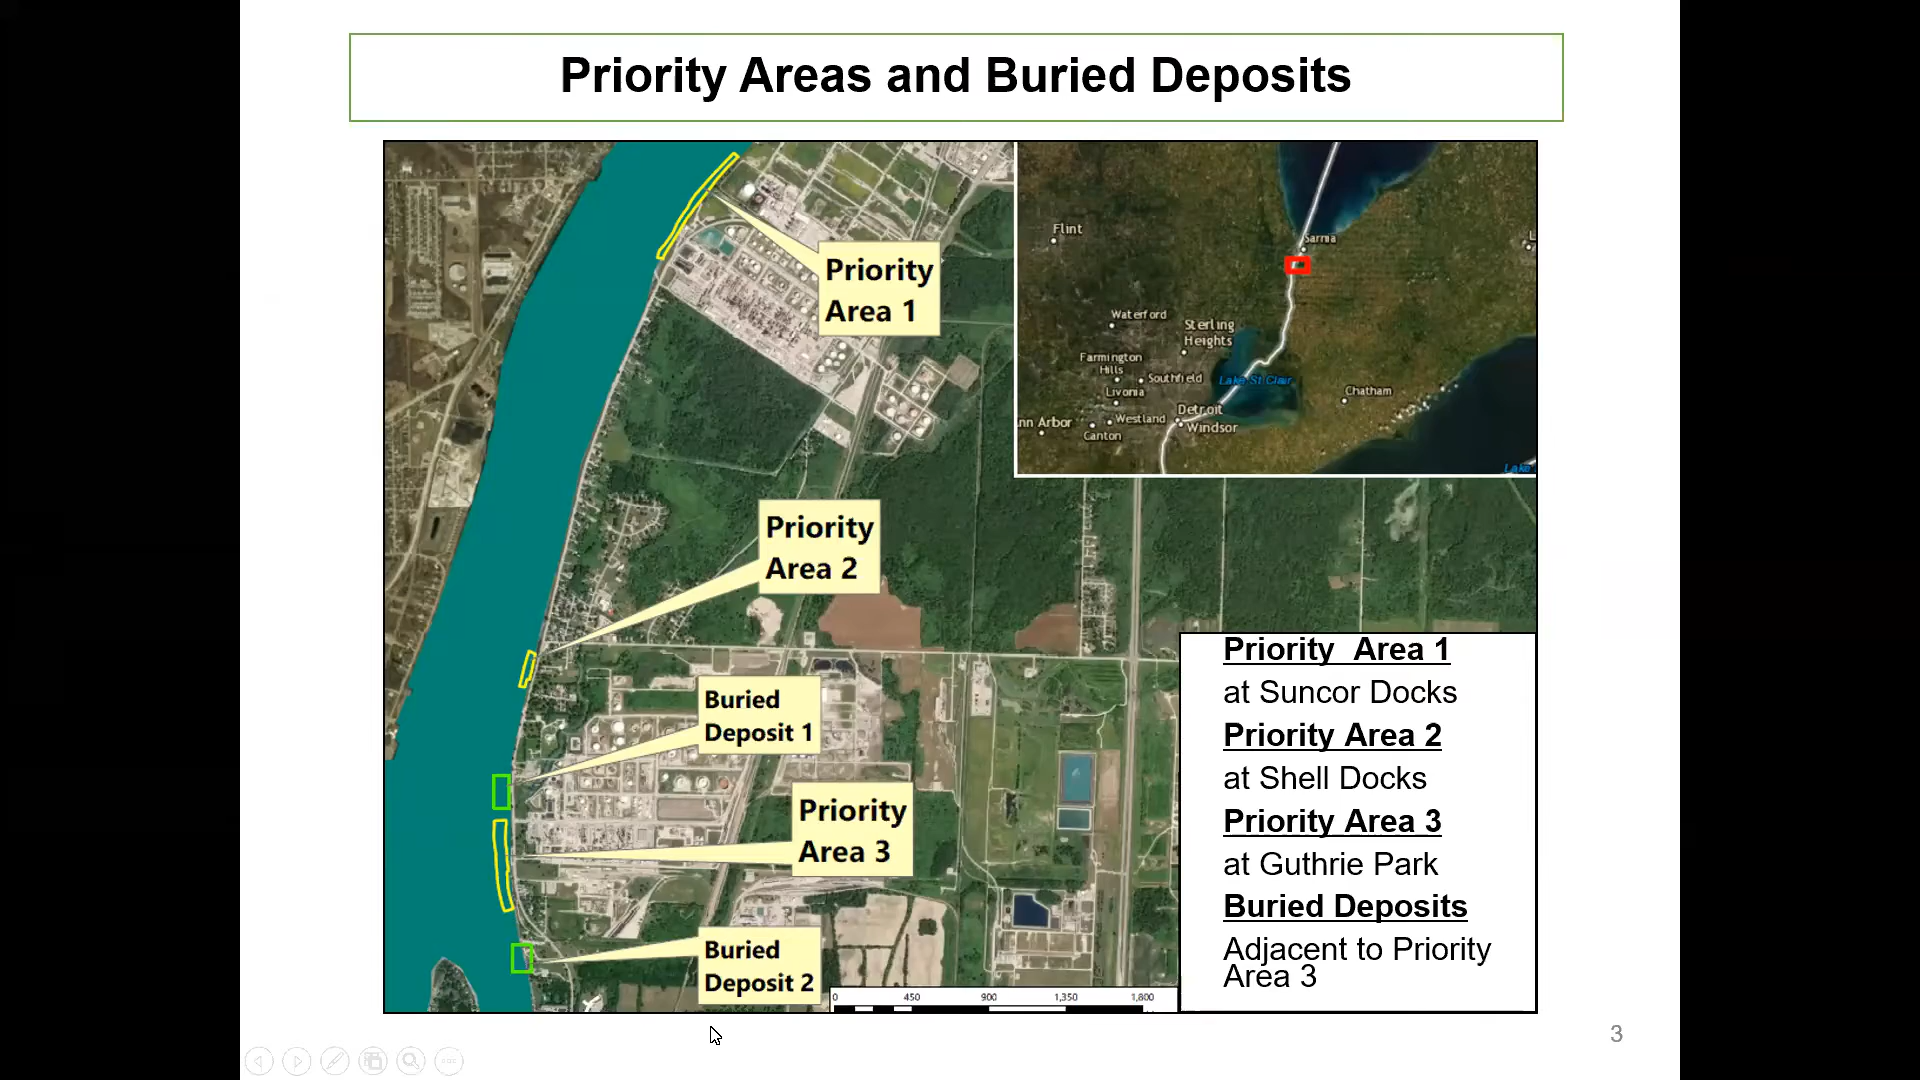 Priority Areas and Buried Deposits
Priority
Area 1
Priority
Area 2
Buried
Deposit 1
Priority
Area 3
Buried
Deposit 2
Flint
Sarnia
Waterford
Sterling
Heights
Farmington
Hills
Southfield
Livonia
Lake St Clair
Westland
Detroit
Canton
Windsor
Chatham
nn Arbor
L
Lake
0 450 900 1,350 1,800
Priority Area 1
at Suncor Docks
Priority Area 2
at Shell Docks
Priority Area 3
at Guthrie Park
Buried Deposits
Adjacent to Priority
Area 3
3